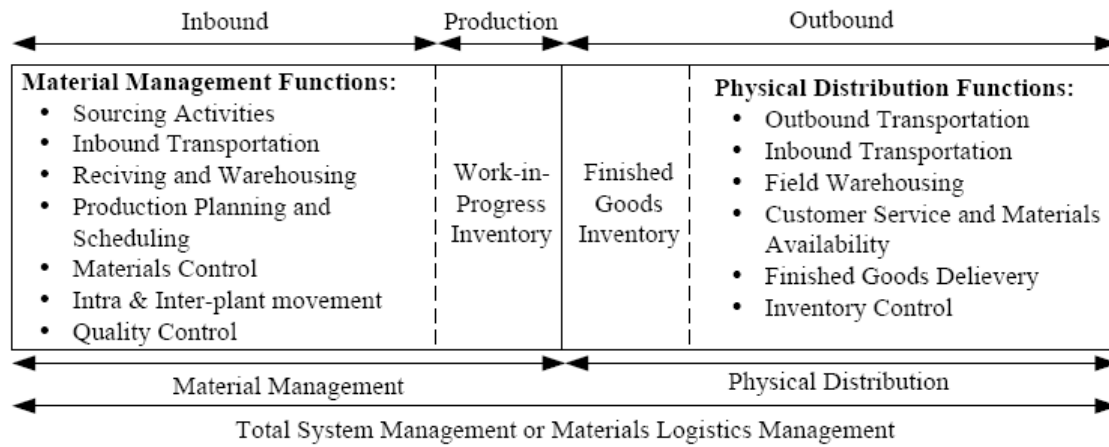 Inbound
Production
Outbound
Material Management Functions:
• Sourcing Activities
• Inbound Transportation
• Reciving and Warehousing
• Production Planning and
Scheduling
• Materials Control
• Intra & Inter-plant movement
• Quality Control
Work-in-
Progress
Inventory
Finished
Goods
Inventory
Physical Distribution Functions:
• Outbound Transportation
• Inbound Transportation
• Field Warehousing
• Customer Service and Materials
Availability
• Finished Goods Delievery
• Inventory Control
Material Management
Physical Distribution
Total System Management or Materials Logistics Management